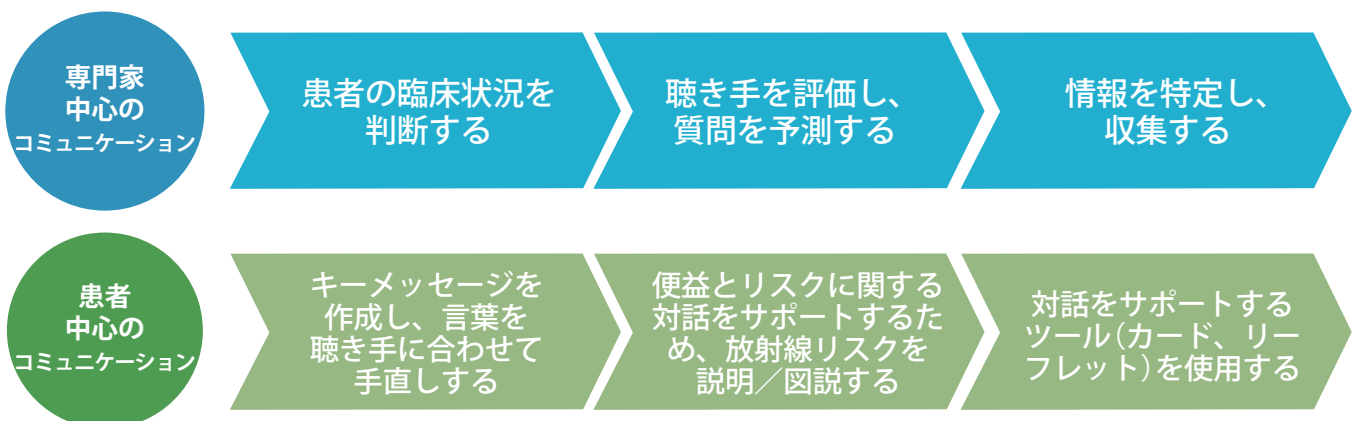 専門家
中心の
コミュニケーション
患者の臨床状況を
判断する
聴き手を評価し、
質問を予測する
情報を特定し、
収集する
患者
中心の
コミュニケーション
キーメッセージを
作成し、言葉を
聴き手に合わせて
手直しする
便益とリスクに関する
対話をサポートするた
め、放射線リスクを
説明／図説する
対話をサポートする
ツール（カード、リー
フレット）を使用する